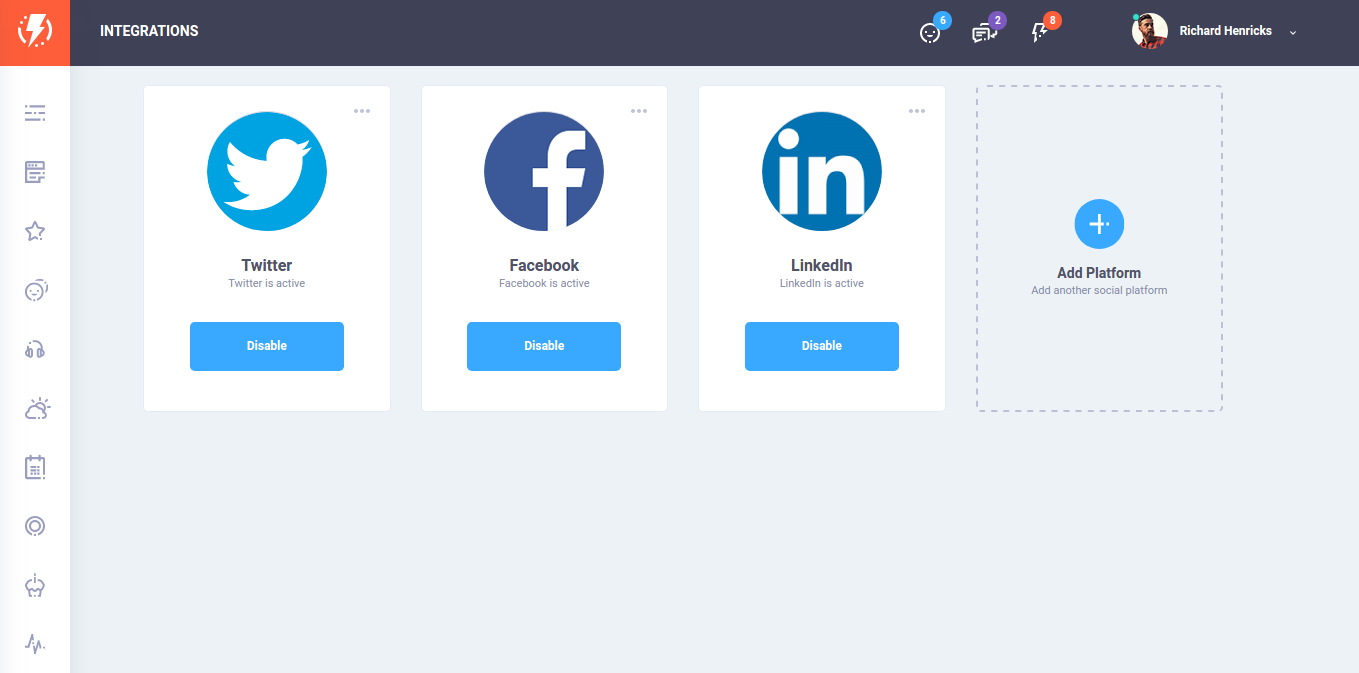 INTEGRATIONS
6
2
8
Richard Henricks
Twitter
Twitter is active
Disable
Facebook
Facebook is active
Disable
in
LinkedIn
LinkedIn is active
Disable
Add Platform
Add another social platform